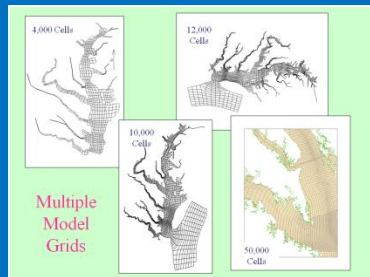 4,000 Cells
12,000
Cells
10,000
Cells
Multiple
Model
Grids
50,000
Cells